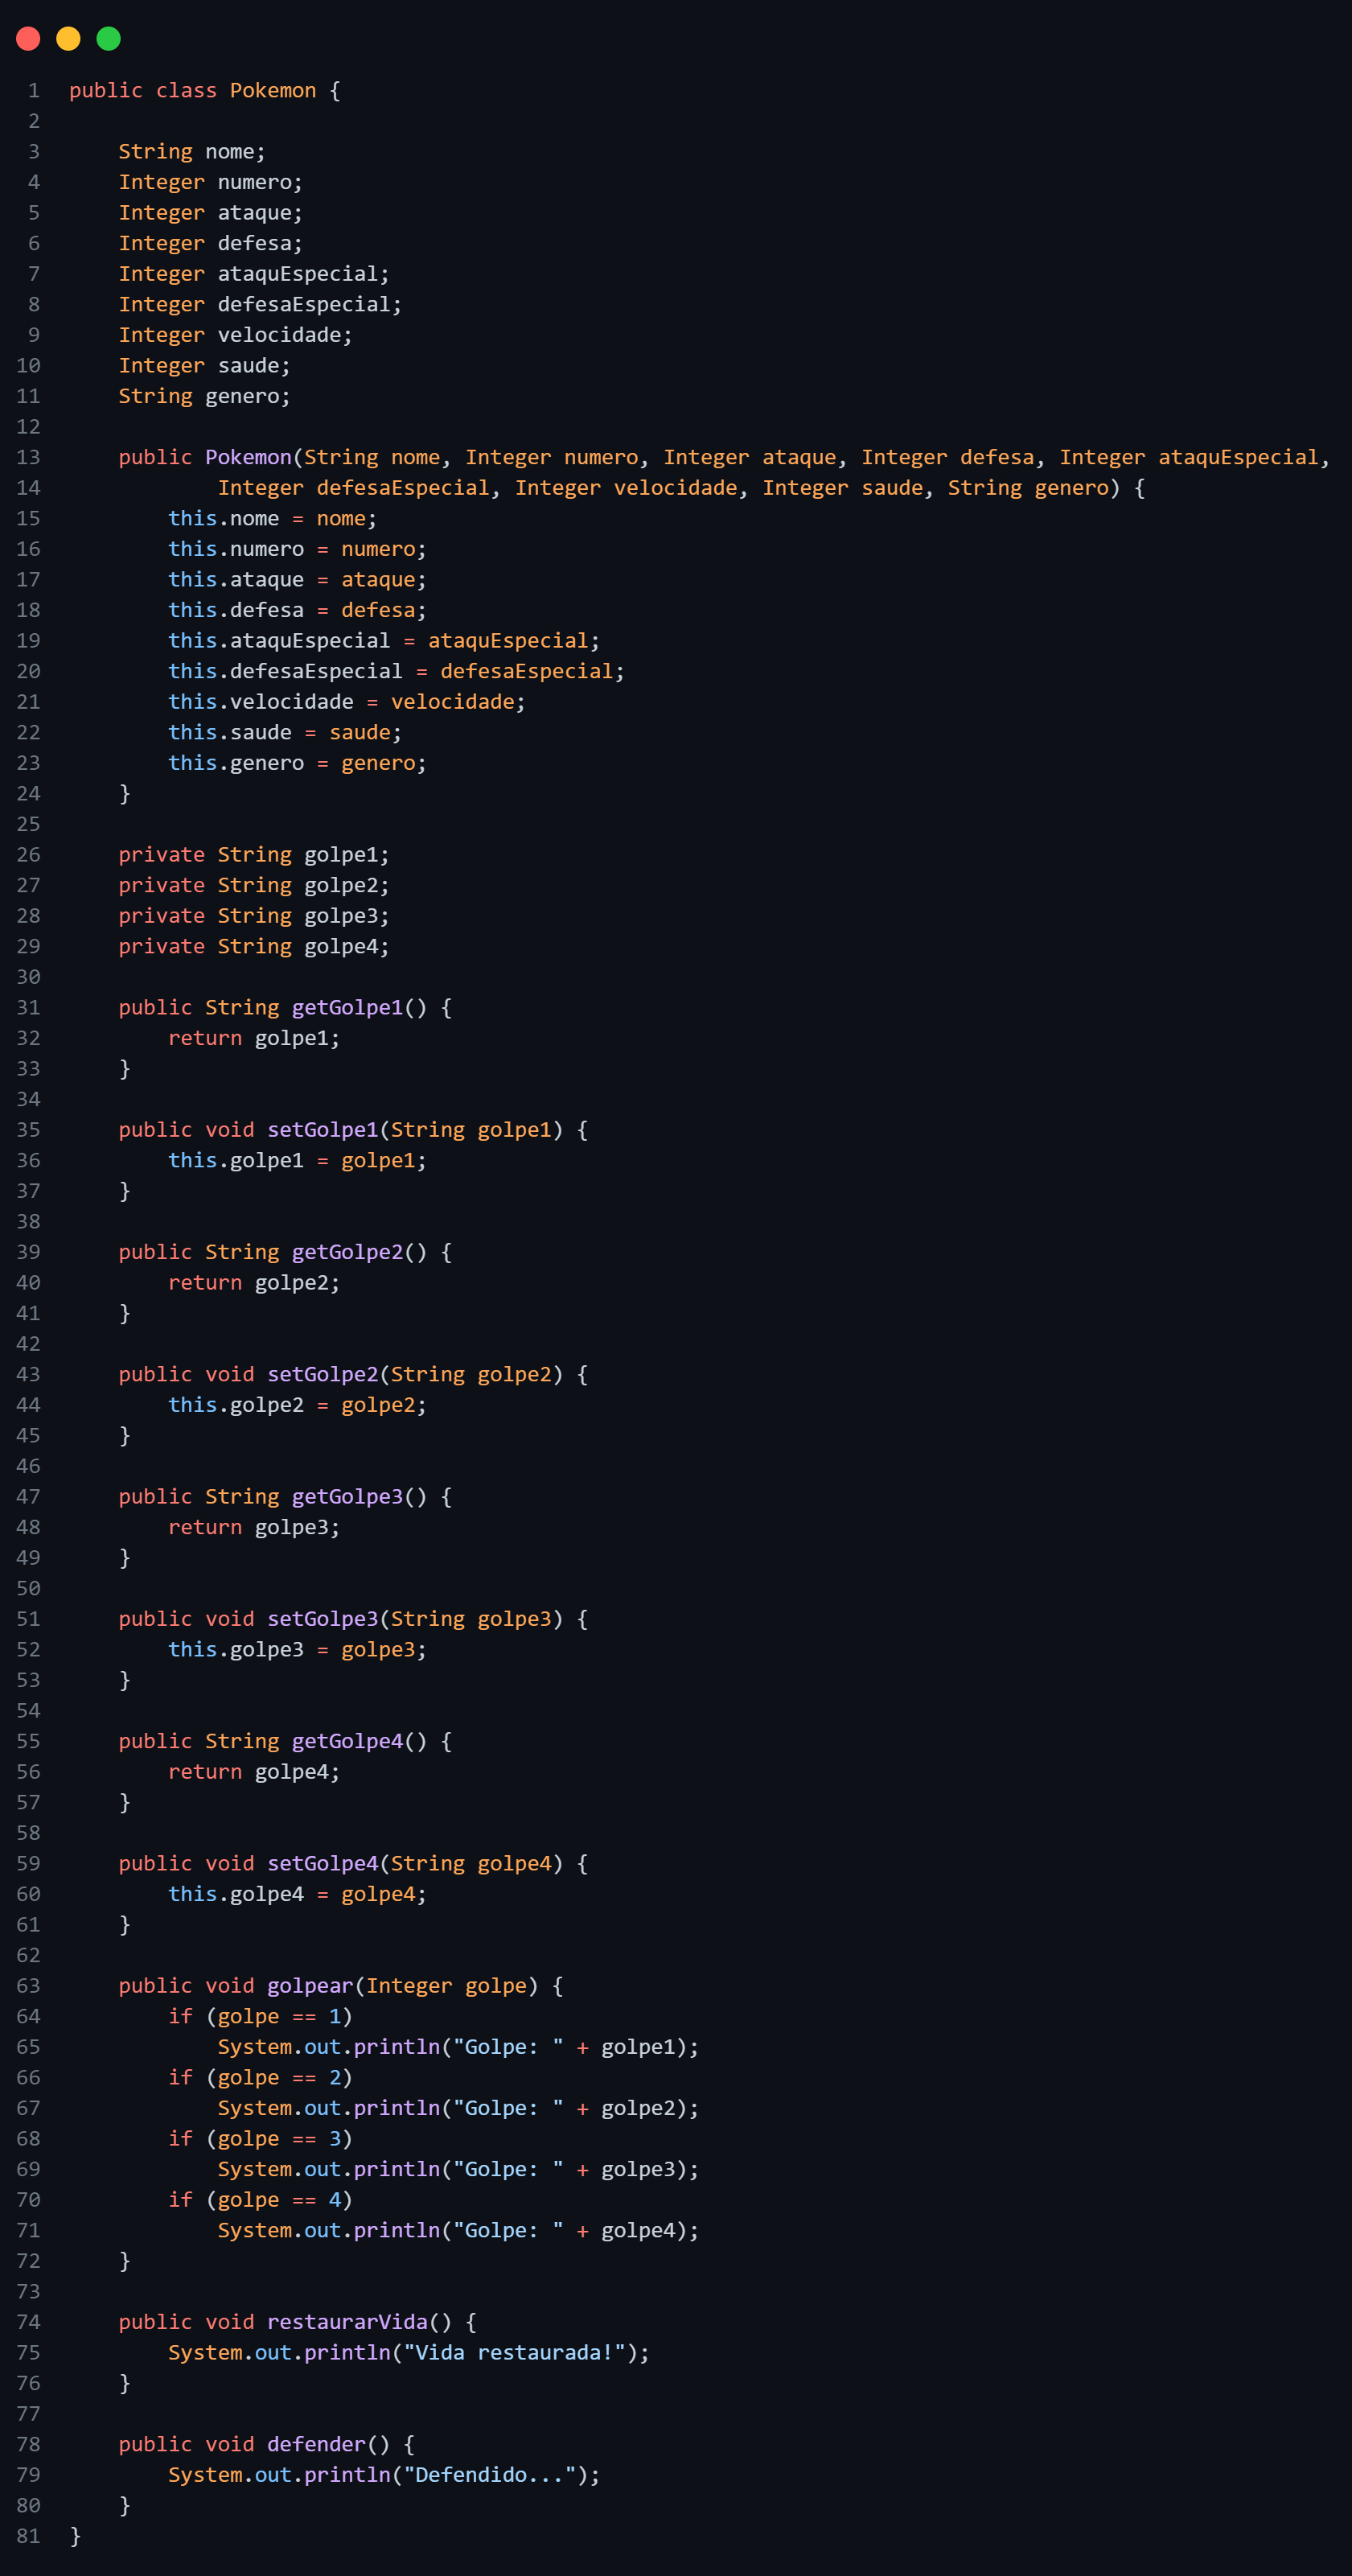 1 public class Pokemon {
2
3     String nome;
4     Integer numero;
5     Integer ataque;
6     Integer defesa;
7     Integer ataquEspecial;
8     Integer defesaEspecial;
9     Integer velocidade;
10     Integer saude;
11     String genero;
12
13     public Pokemon(String nome, Integer numero, Integer ataque, Integer defesa, Integer ataquEspecial,
14             Integer defesaEspecial, Integer velocidade, Integer saude, String genero) {
15         this.nome = nome;
16         this.numero = numero;
17         this.ataque = ataque;
18         this.defesa = defesa;
19         this.ataquEspecial = ataquEspecial;
20         this.defesaEspecial = defesaEspecial;
21         this.velocidade = velocidade;
22         this.saude = saude;
23         this.genero = genero;
24     }
25
26     private String golpe1;
27     private String golpe2;
28     private String golpe3;
29     private String golpe4;
30
31     public String getGolpe1() {
32         return golpe1;
33     }
34
35     public void setGolpe1(String golpe1) {
36         this.golpe1 = golpe1;
37     }
38
39     public String getGolpe2() {
40         return golpe2;
41     }
42
43     public void setGolpe2(String golpe2) {
44         this.golpe2 = golpe2;
45     }
46
47     public String getGolpe3() {
48         return golpe3;
49     }
50
51     public void setGolpe3(String golpe3) {
52         this.golpe3 = golpe3;
53     }
54
55     public String getGolpe4() {
56         return golpe4;
57     }
58
59     public void setGolpe4(String golpe4) {
60         this.golpe4 = golpe4;
61     }
62
63     public void golpear(Integer golpe) {
64         if (golpe == 1)
65             System.out.println("Golpe: " + golpe1);
66         if (golpe == 2)
67             System.out.println("Golpe: " + golpe2);
68         if (golpe == 3)
69             System.out.println("Golpe: " + golpe3);
70         if (golpe == 4)
71             System.out.println("Golpe: " + golpe4);
72     }
73
74     public void restaurarVida() {
75         System.out.println("Vida restaurada!");
76     }
77
78     public void defender() {
79         System.out.println("Defendido...");
80     }
81 }